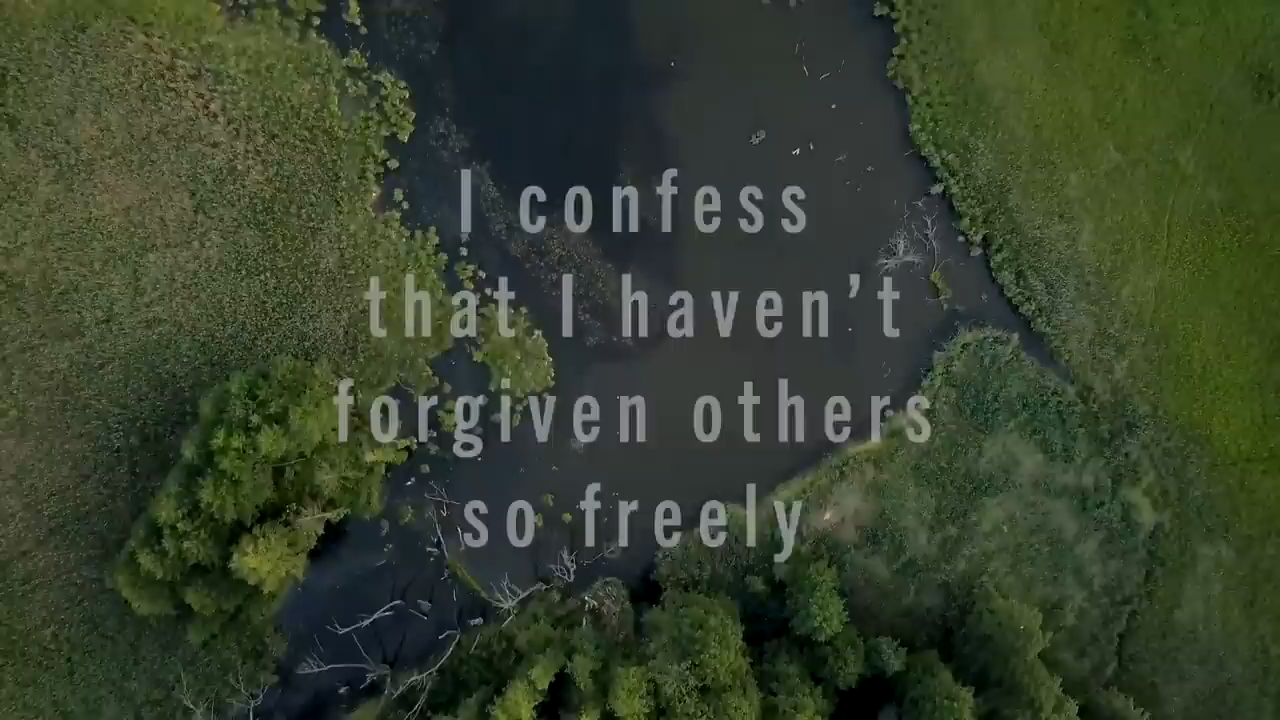 I confess
that I haven’t
forgiven others
so freely